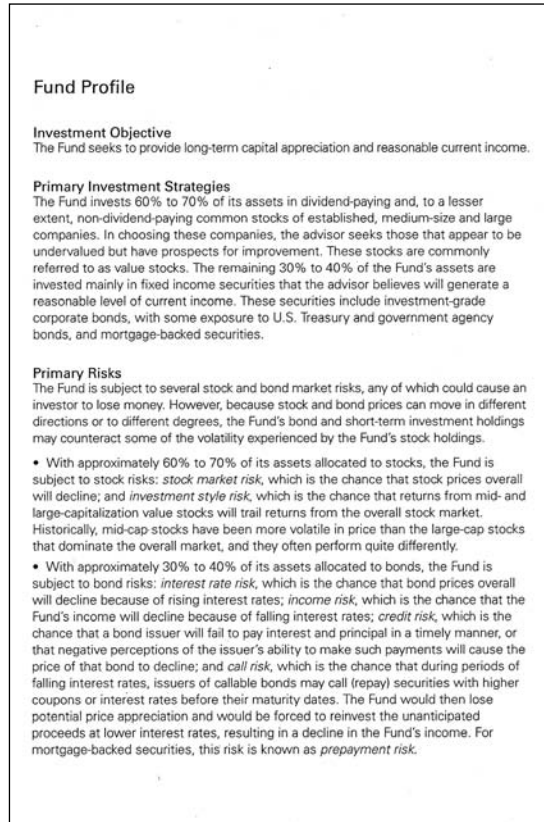 Fund Profile
Investment Objective
The Fund seeks to provide long-term capital appreciation and reasonable current income.
Primary Investment Strategies
The Fund invests 60% to 70% of its assets in dividend-paying and, to a lesser
extent, non-dividend-paying common stocks of established, medium-size and large
companies. In choosing these companies, the advisor seeks those that appear to be
undervalued but have prospects for improvement. These stocks are commonly
referred to as value stocks. The remaining 30% to 40% of the Fund's assets are
invested mainly in fixed income securities that the advisor believes will generate a
reasonable level of current income. These securities include investment-grade
corporate bonds, with some exposure to U.S. Treasury and government agency
bonds, and mortgage-backed securities.
Primary Risks
The Fund is subject to several stock and bond market risks, any of which could cause an
investor to lose money. However, because stock and bond prices can move in different
directions or to different degrees, the Fund's bond and short-term investment holdings
may counteract some of the volatility experienced by the Fund's stock holdings.
• With approximately 60% to 70% of its assets allocated to stocks, the Fund is
subject to stock risks: stock market risk, which is the chance that stock prices overall
will decline; and investment style risk, which is the chance that returns from mid- and
large-capitalization value stocks will trail returns from the overall stock market.
Historically, mid-cap stocks have been more volatile in price than the large-cap stocks
that dominate the overall market, and they often perform quite differently.
• With approximately 30% to 40% of its assets allocated to bonds, the Fund is
subject to bond risks: interest rate risk, which is the chance that bond prices overall
will decline because of rising interest rates; income risk, which is the chance that the
Fund's income will decline because of falling interest rates; credit risk, which is the
chance that a bond issuer will fail to pay interest and principal in a timely manner, or
that negative perceptions of the issuer's ability to make such payments will cause the
price of that bond to decline; and call risk, which is the chance that during periods of
falling interest rates, issuers of callable bonds may call (repay) securities with higher
coupons or interest rates before their maturity dates. The Fund would then lose
potential price appreciation and would be forced to reinvest the unanticipated
proceeds at lower interest rates, resulting in a decline in the Fund's income. For
mortgage-backed securities, this risk is known as prepayment risk.